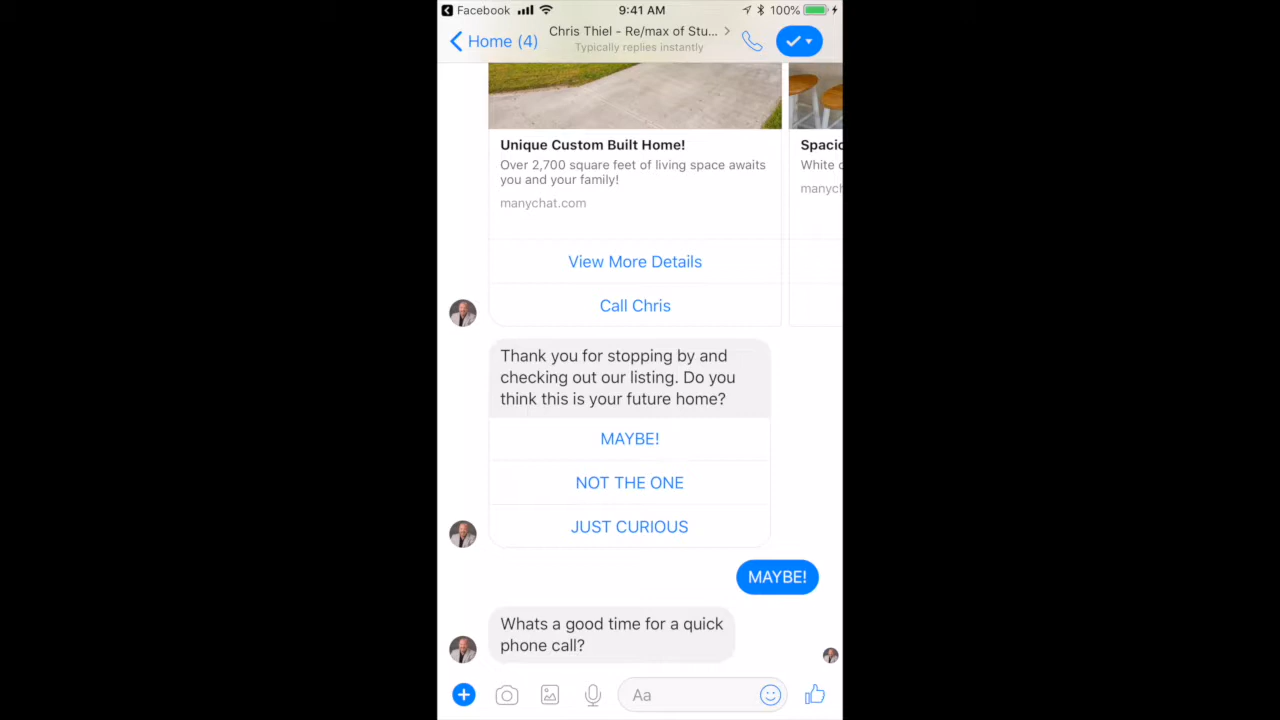 Facebook 9:41 AM 100%
Home (4) Chris Thiel - Re/max of Stu...
Typically replies instantly
Unique Custom Built Home!
Over 2,700 square feet of living space awaits
you and your family!
manychat.com
View More Details
Call Chris
Spacio
White c
manych
Thank you for stopping by and
checking out our listing. Do you
think this is your future home?
MAYBE!
NOT THE ONE
JUST CURIOUS
MAYBE!
Whats a good time for a quick
phone call?
Aa